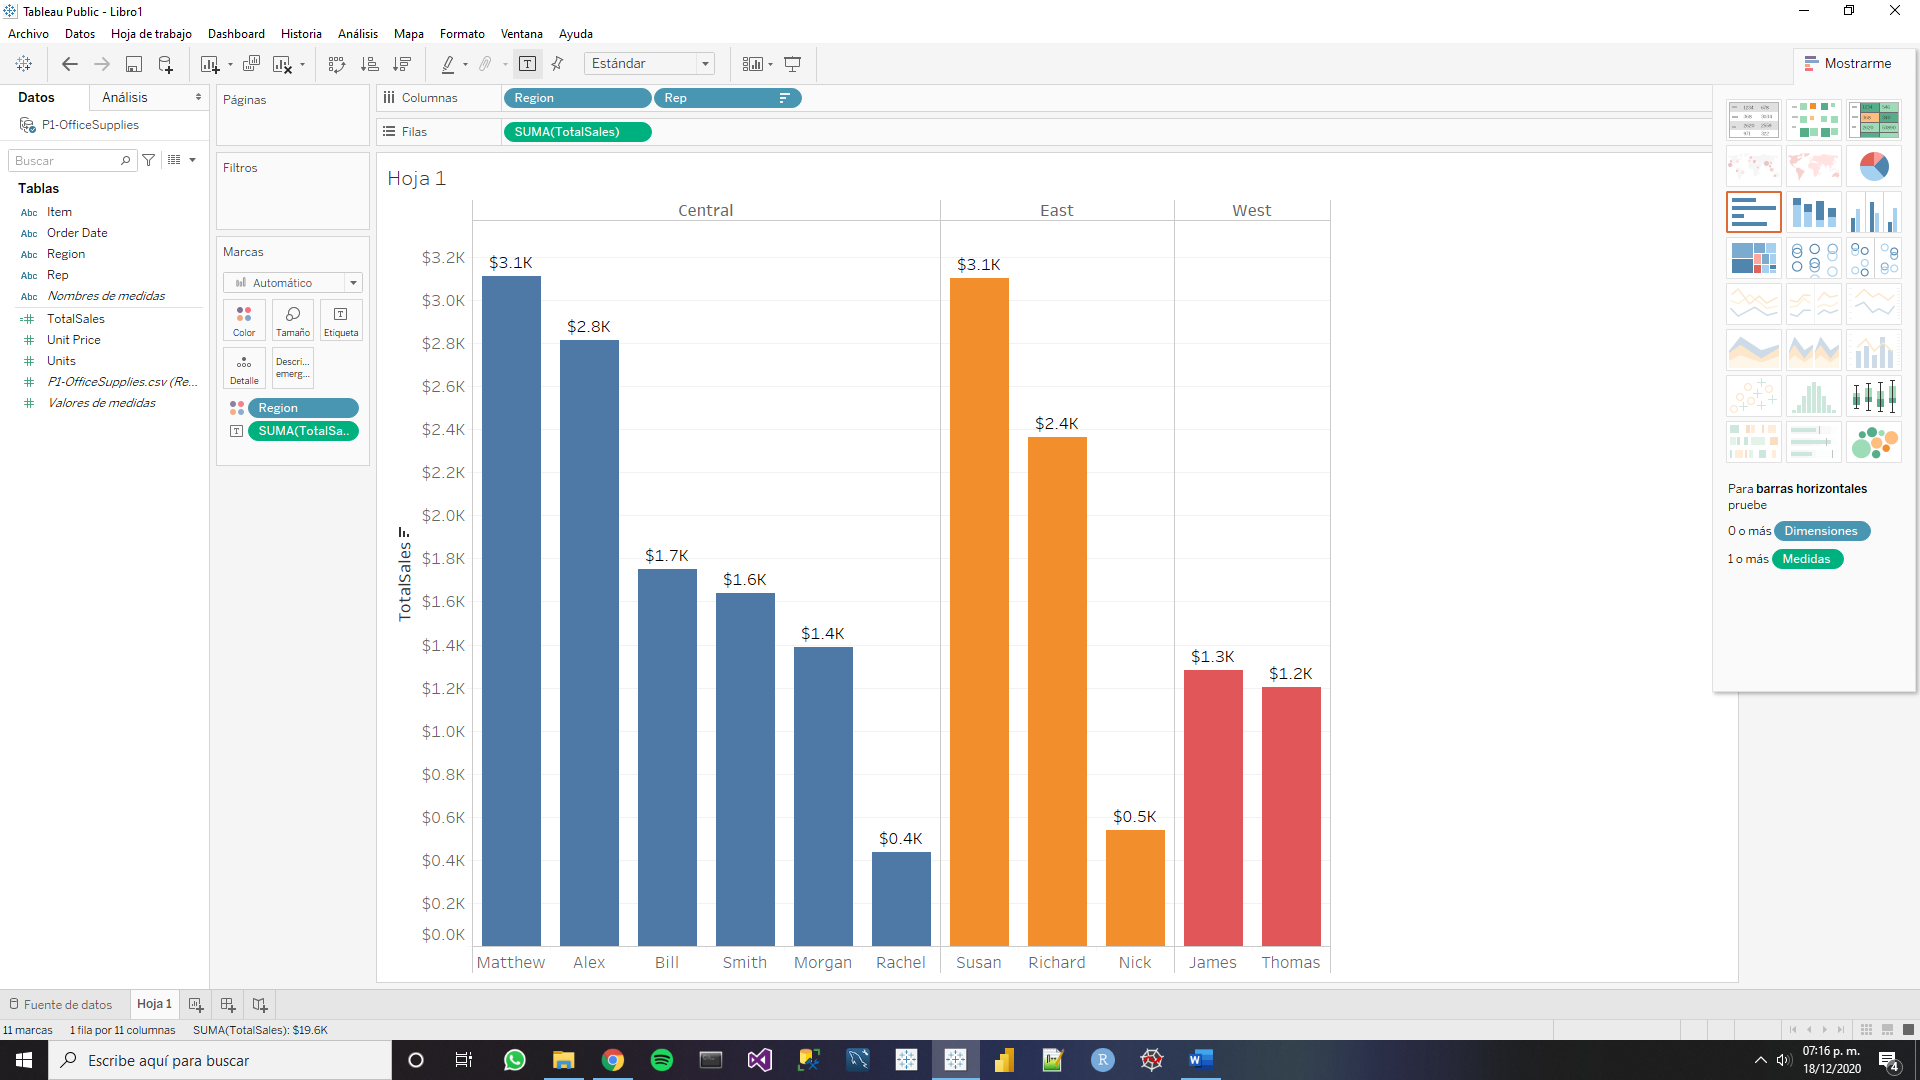 Tableau Public - Libro1
Archivo Datos Hoja de trabajo Dashboard Historia Análisis Mapa Formato Ventana Ayuda
Estándar
Mostrarme
Datos Análisis
P1-OfficeSupplies
Buscar
Tablas
Abc Item
Abc Order Date
Abc Region
Abc Rep
Abc Nombres de medidas
TotalSales
Unit Price
Units
P1-OfficeSupplies.csv (Re...
Valores de medidas
Páginas
Filtros
Marcas
Automático
Color Tamaño Etiqueta
Detalle Descri... emerg...
Region
SUMA(TotalSa..
Columnas Region Rep
Filas SUMA(TotalSales)
Hoja 1
Central East West
TotalSales
$3.2K
$3.0K
$2.8K
$2.6K
$2.4K
$2.2K
$2.0K
$1.8K
$1.6K
$1.4K
$1.2K
$1.0K
$0.8K
$0.6K
$0.4K
$0.2K
$0.0K
$3.1K
$2.8K
$1.7K
$1.6K
$1.4K
$0.4K
$3.1K
$2.4K
$0.5K
$1.3K
$1.2K
Matthew Alex Bill Smith Morgan Rachel Susan Richard Nick James Thomas
Para barras horizontales
pruebe
0 o más Dimensiones
1 o más Medidas
Fuente de datos Hoja 1
11 marcas 1 fila por 11 columnas SUMA(TotalSales): $19.6K
Escribe aquí para buscar
07:16 p. m.
18/12/2020
4